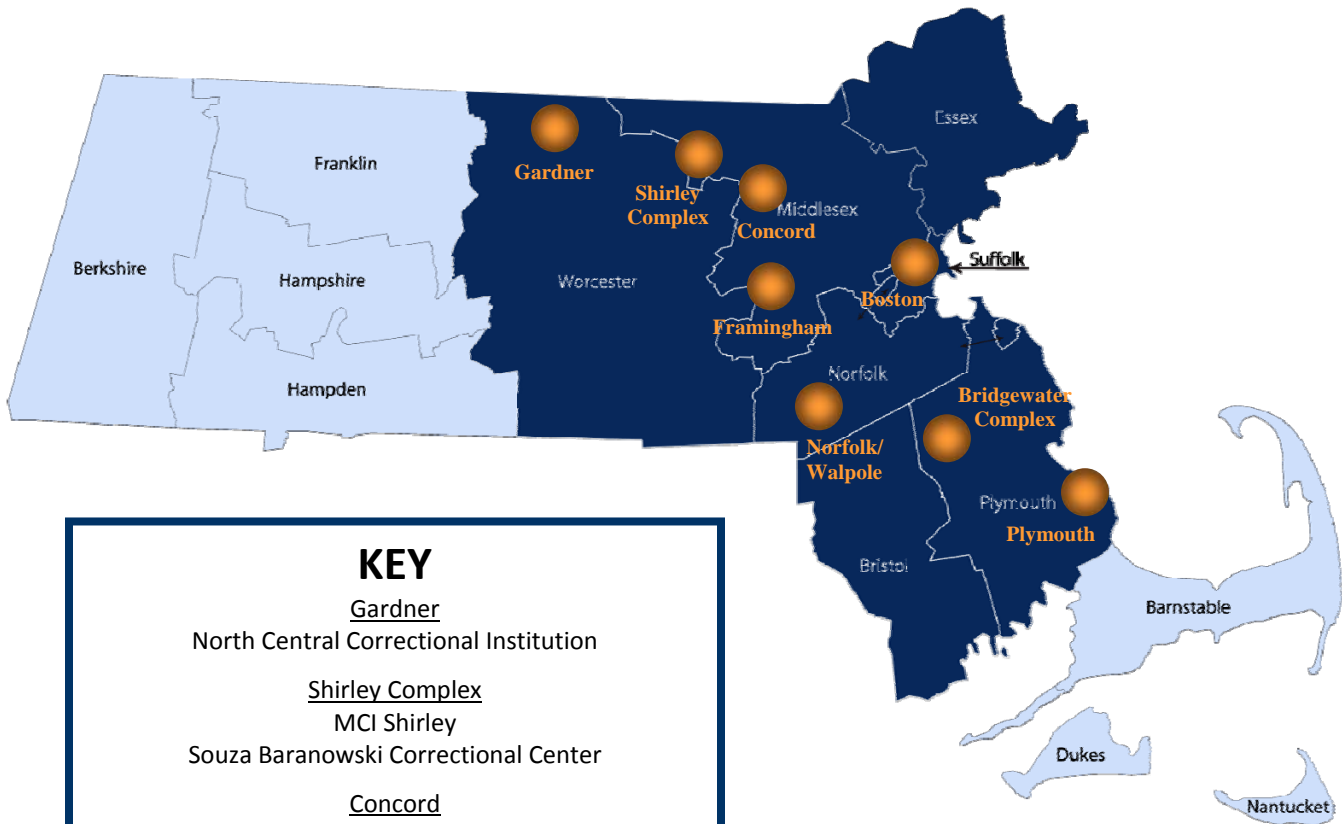 Essex
Franklin
Gardner
Shirley
Complex
Middlesex
Concord
Berkshire
Hampshire
Worcester
Suffolk
Boston
Framingham
Hampden
Norfolk
Bridgewater
Complex
Norfolk/
Walpole
Plymouth
Plymouth
Bristol
Barnstable
Dukes
Nantucket
KEY
Gardner
North Central Correctional Institution
Shirley Complex
MCI Shirley
Souza Baranowski Correctional Center
Concord